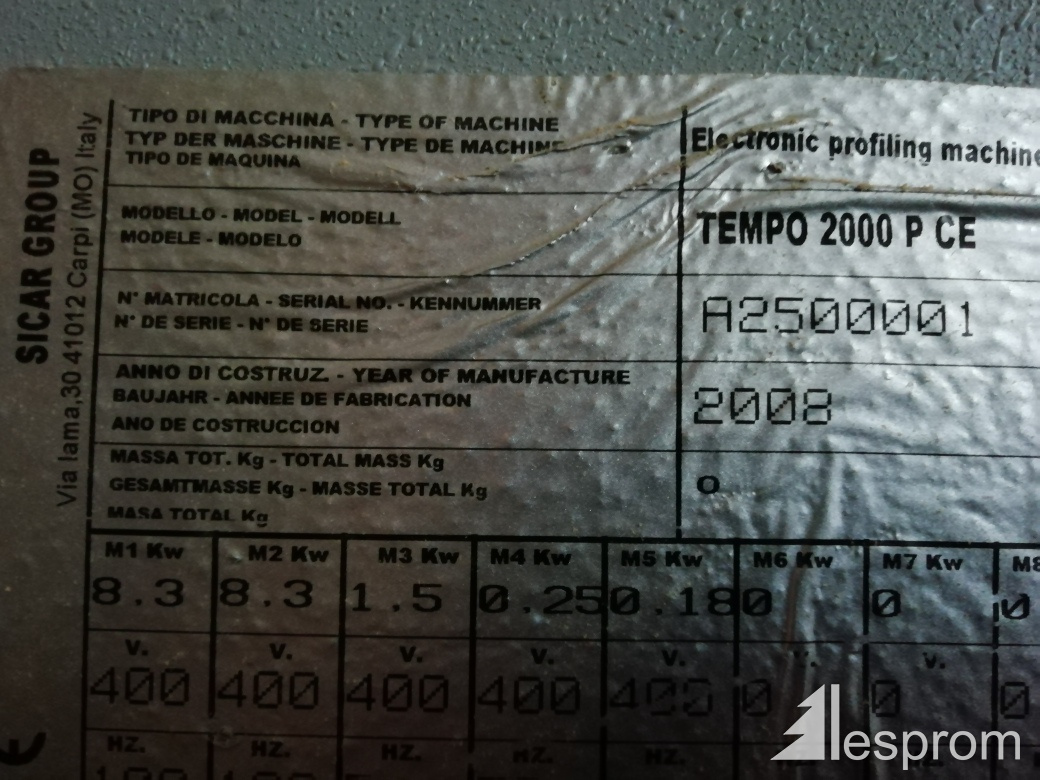 SICAR GROUP
Via lama,30 41012 Carpi (MO) Italy
TIPO DI MACCHINA - TYPE OF MACHINE
TYP DER MASCHINE - TYPE DE MACHINE
TIPO DE MAQUINA
Electronic profiling machine
MODELLO - MODEL - MODELL
MODELE - MODELO
TEMPO 2000 P CE
N° MATRICOLA - SERIAL NO. - KENNUMMER
N° DE SERIE - N° DE SERIE
A2500001
ANNO DI COSTRUZ. - YEAR OF MANUFACTURE
BAUJAHR - ANNEE DE FABRICATION
ANO DE COSTRUCCION
2008
MASSA TOT. Kg - TOTAL MASS Kg
GESAMTMASSE Kg - MASSE TOTAL Kg
MASA TOTAL Kg
0
M1 Kw M2 Kw M3 Kw M4 Kw M5 Kw M6 Kw M7 Kw M8
8.3 8.3 1.5 0.25 0.18 0 0 0
V. V. V. V. V. V. V.
400 400 400 400 400 0 0 0
HZ. HZ. HZ. HZ. HZ.
CE
lesprom